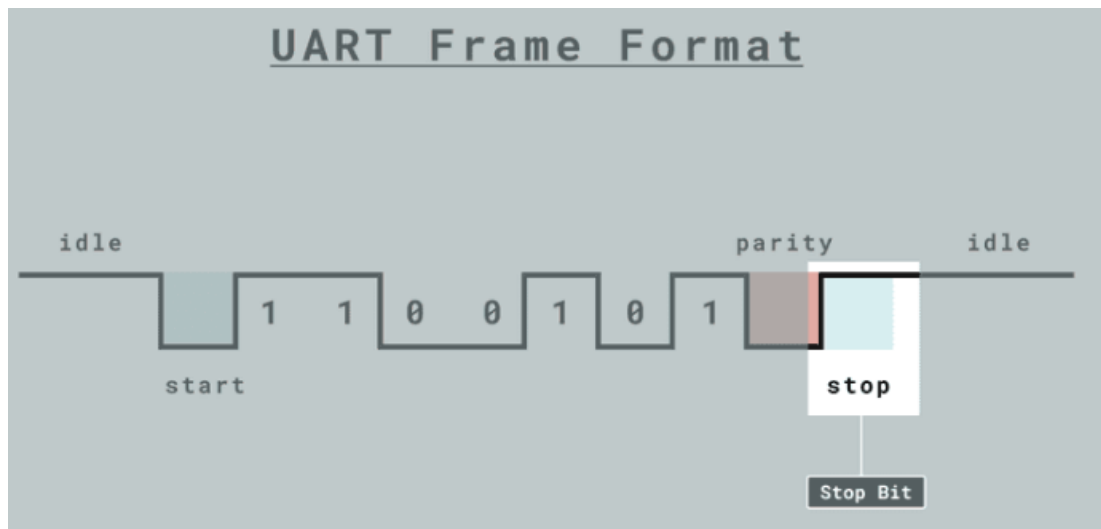 UART Frame Format
idle parity idle
1 1 0 0 1 0 1
start stop
Stop Bit